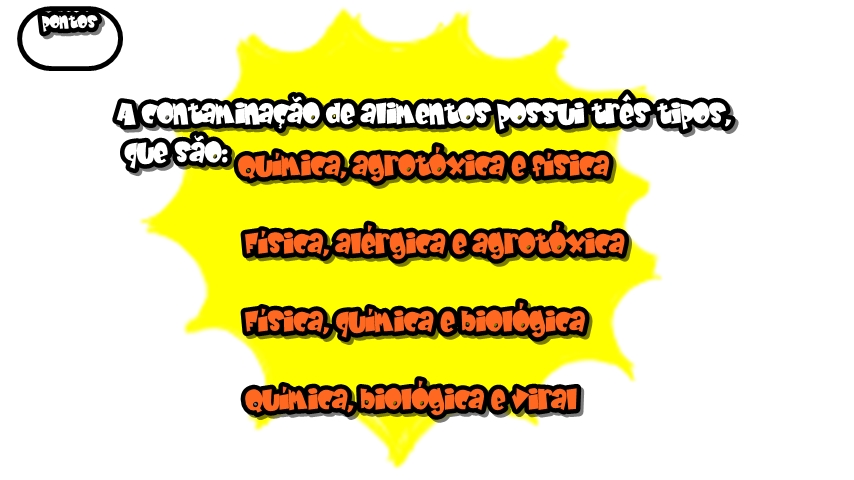 Pontos
A contaminação de alimentos possui três tipos,
que são:
Química, agrotóxica e física
Física, alérgica e agrotóxica
Física, química e biológica
Química, biológica e viral